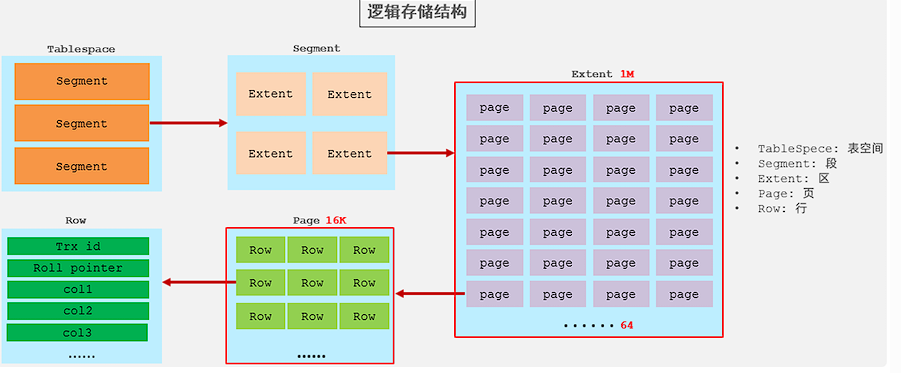 逻辑存储结构
Tablespace
Segment
Segment
Segment
Segment
Extent Extent
Extent Extent
Extent 1M
page page page page
page page page page
page page page page
page page page page
page page page page
page page page page
page page page page
...... 64
• TableSpece: 表空间
• Segment: 段
• Extent: 区
• Page: 页
• Row: 行
Row
Trx id
Roll pointer
col1
col2
col3
......
Page 16K
Row Row Row
Row Row Row
Row Row Row
......